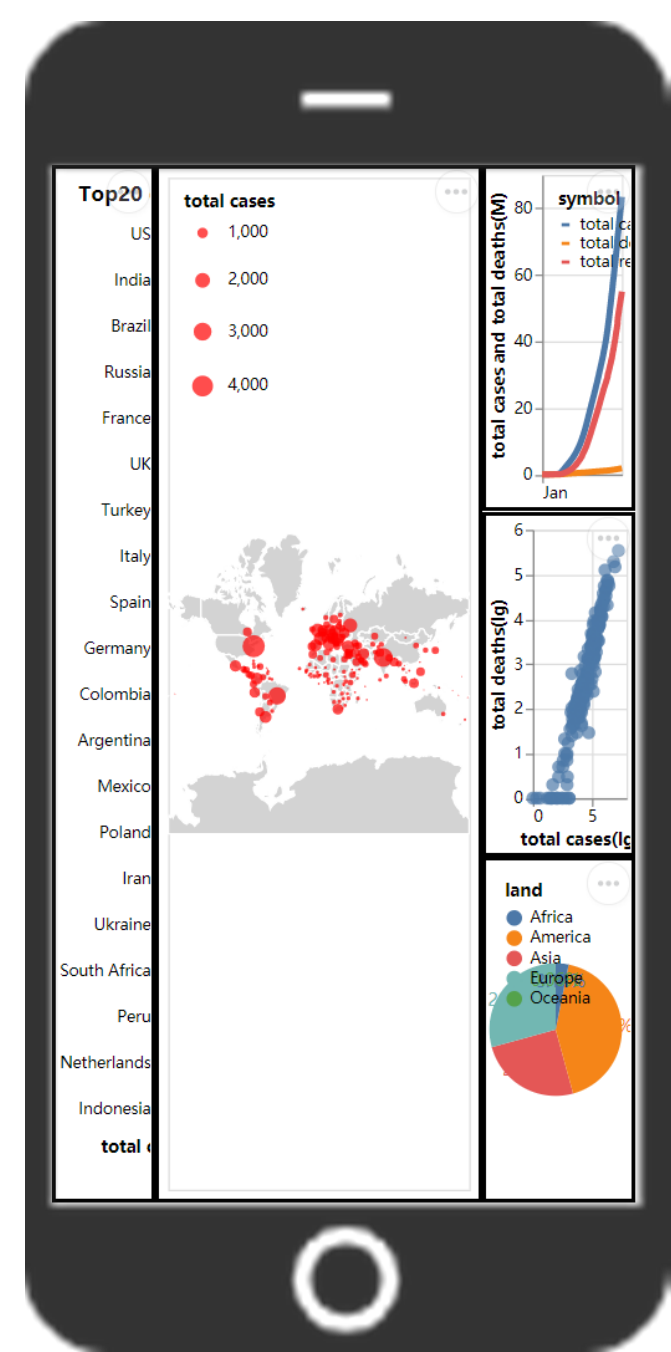 Top20
US
India
Brazil
Russia
France
UK
Turkey
Italy
Spain
Germany
Colombia
Argentina
Mexico
Poland
Iran
Ukraine
South Africa
Peru
Netherlands
Indonesia
total
total cases
1,000
2,000
3,000
4,000
total cases and total deaths(M)
80
60
40
20
0
Jan
symbol
total
total
total
total deaths(lg)
6
5
4
3
2
1
0
0
5
total cases(lg
land
Africa
America
Asia
Europe
Oceania